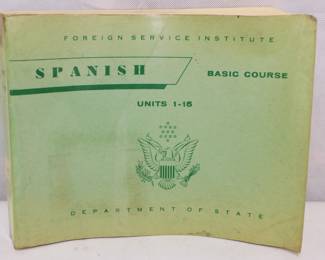 FOREIGN SERVICE INSTITUTE
SPANISH BASIC COURSE
UNITS 1-15
DEPARTMENT OF STATE